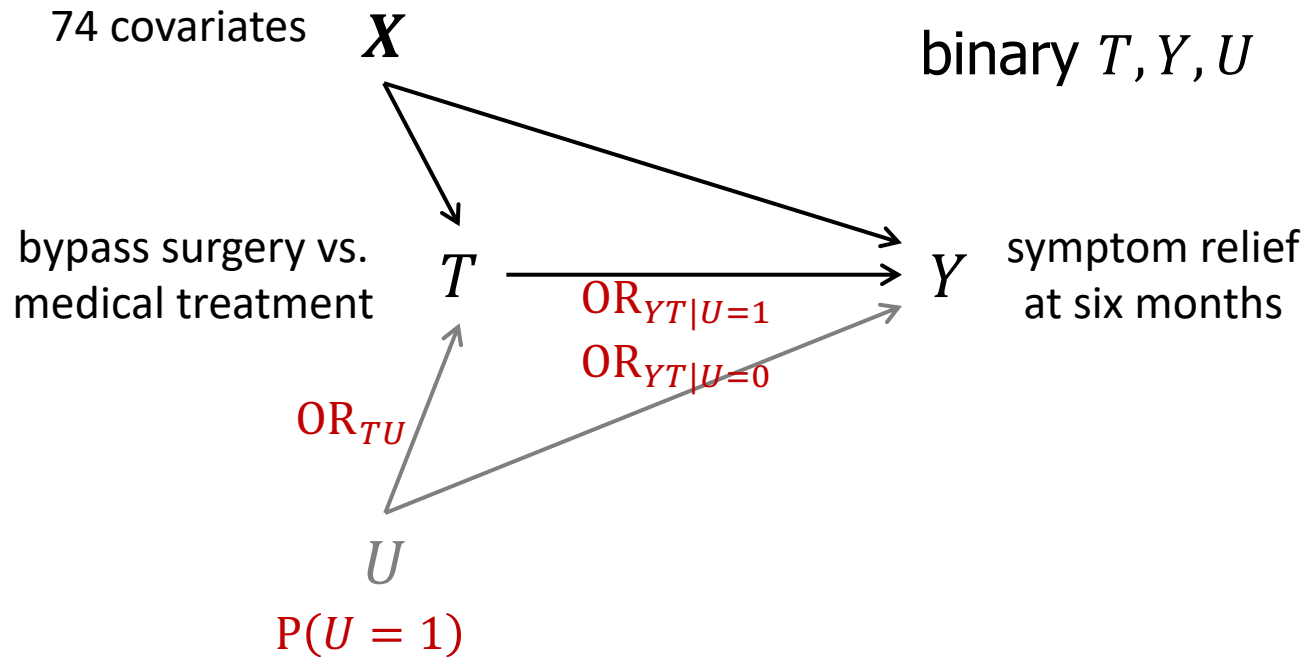 74 covariates
X
binary T, Y, U
bypass surgery vs.
medical treatment
T
Y
symptom relief
at six months
OR_{YT|U=1}
OR_{YT|U=0}
OR_{TU}
U
P(U = 1)